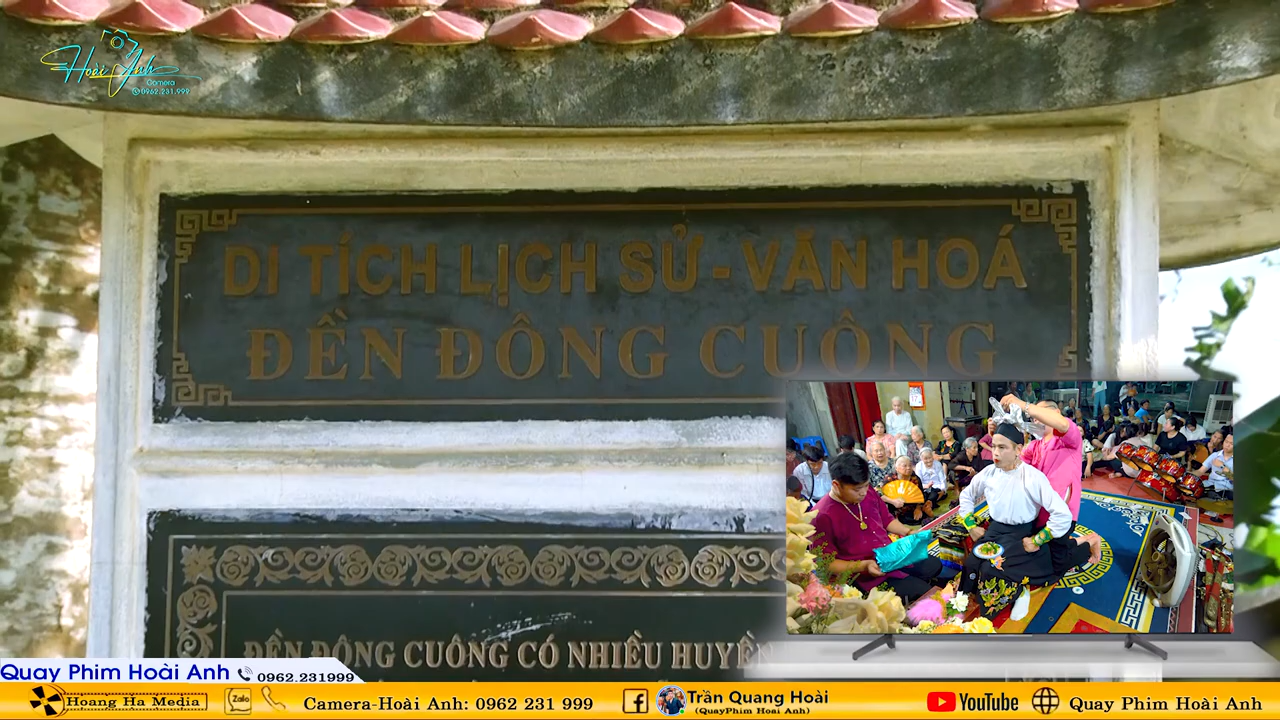 Hoài Anh
Camera
0962.231.999
DI TÍCH LỊCH SỬ - VĂN HOÁ
ĐỀN ĐÔNG CUÔNG
17
ĐỀN ĐÔNG CUÔNG CÓ NHIỀU HUYỀN
Quay Phim Hoài Anh 0962.231999
Hoang Ha Media
Zalo
Camera-Hoài Anh: 0962 231 999
Trần Quang Hoài
(QuayPhim Hoai Anh)
YouTube
Quay Phim Hoài Anh